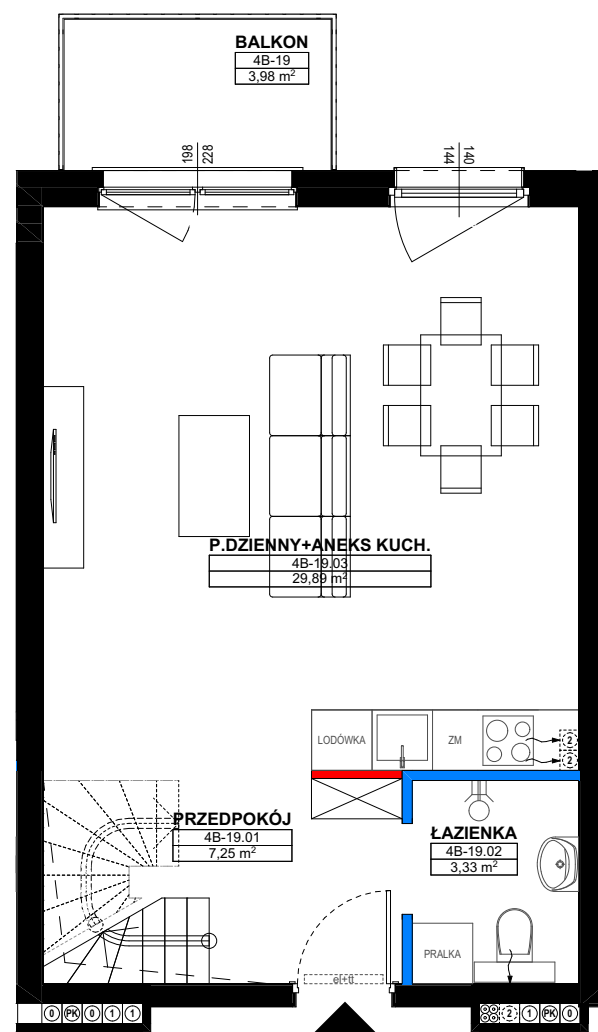 BALKON
4B-19
3,98 m²
198
228
144
140
P.DZIENNY+ANEKS KUCH.
4B-19.03
29,89 m²
LODÓWKA
ZM
2
2
PRZEDPOKÓJ
4B-19.01
7,25 m²
ŁAZIENKA
4B-19.02
3,33 m²
PRALKA
el+tt
0 PK 0 1 1
2 1 PK 0